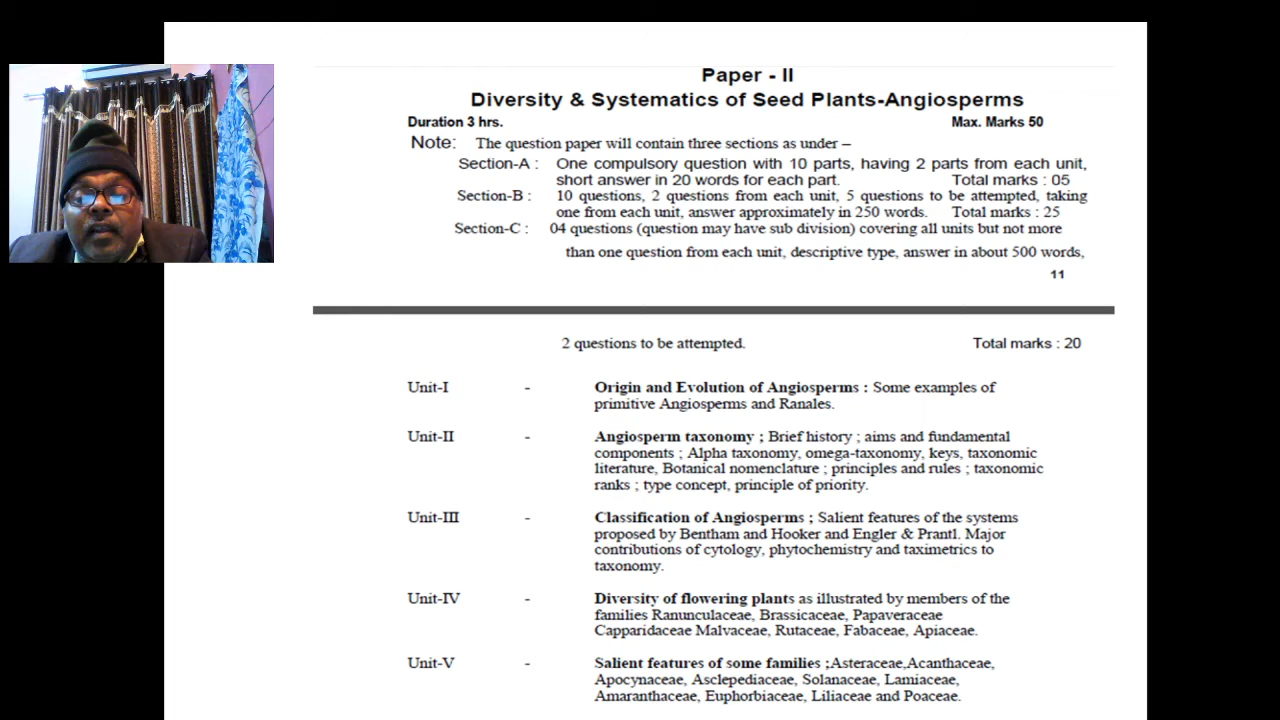 Paper - II
Diversity & Systematics of Seed Plants-Angiosperms
Duration 3 hrs. Max. Marks 50
Note: The question paper will contain three sections as under –
Section-A : One compulsory question with 10 parts, having 2 parts from each unit,
short answer in 20 words for each part. Total marks : 05
Section-B : 10 questions, 2 questions from each unit, 5 questions to be attempted, taking
one from each unit, answer approximately in 250 words. Total marks : 25
Section-C : 04 questions (question may have sub division) covering all units but not more
than one question from each unit, descriptive type, answer in about 500 words,
11
2 questions to be attempted. Total marks : 20
Unit-I - Origin and Evolution of Angiosperms : Some examples of
primitive Angiosperms and Ranales.
Unit-II - Angiosperm taxonomy ; Brief history ; aims and fundamental
components ; Alpha taxonomy, omega-taxonomy, keys, taxonomic
literature, Botanical nomenclature ; principles and rules ; taxonomic
ranks ; type concept, principle of priority.
Unit-III - Classification of Angiosperms ; Salient features of the systems
proposed by Bentham and Hooker and Engler & Prantl. Major
contributions of cytology, phytochemistry and taximetrics to
taxonomy.
Unit-IV - Diversity of flowering plants as illustrated by members of the
families Ranunculaceae, Brassicaceae, Papaveraceae
Capparidaceae Malvaceae, Rutaceae, Fabaceae, Apiaceae.
Unit-V - Salient features of some families ;Asteraceae,Acanthaceae,
Apocynaceae, Asclepediaceae, Solanaceae, Lamiaceae,
Amaranthaceae, Euphorbiaceae, Liliaceae and Poaceae.